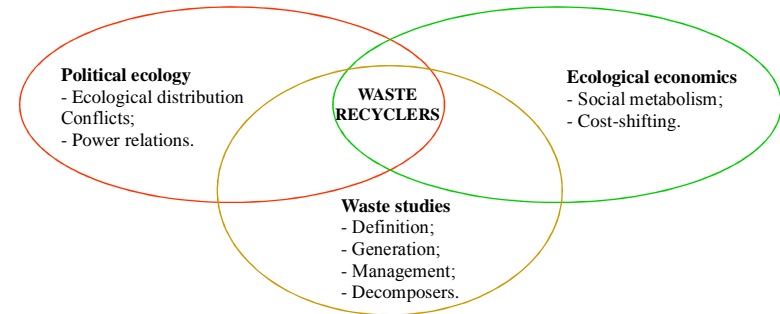 Political ecology
- Ecological distribution
Conflicts;
- Power relations.
WASTE
RECYCLERS
Ecological economics
- Social metabolism;
- Cost-shifting.
Waste studies
- Definition;
- Generation;
- Management;
- Decomposers.